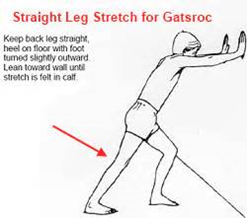 Straight Leg Stretch for Gatsroc
Keep back leg straight,
heel on floor with foot
turned slightly outward.
Lean toward wall until
stretch is felt in calf.